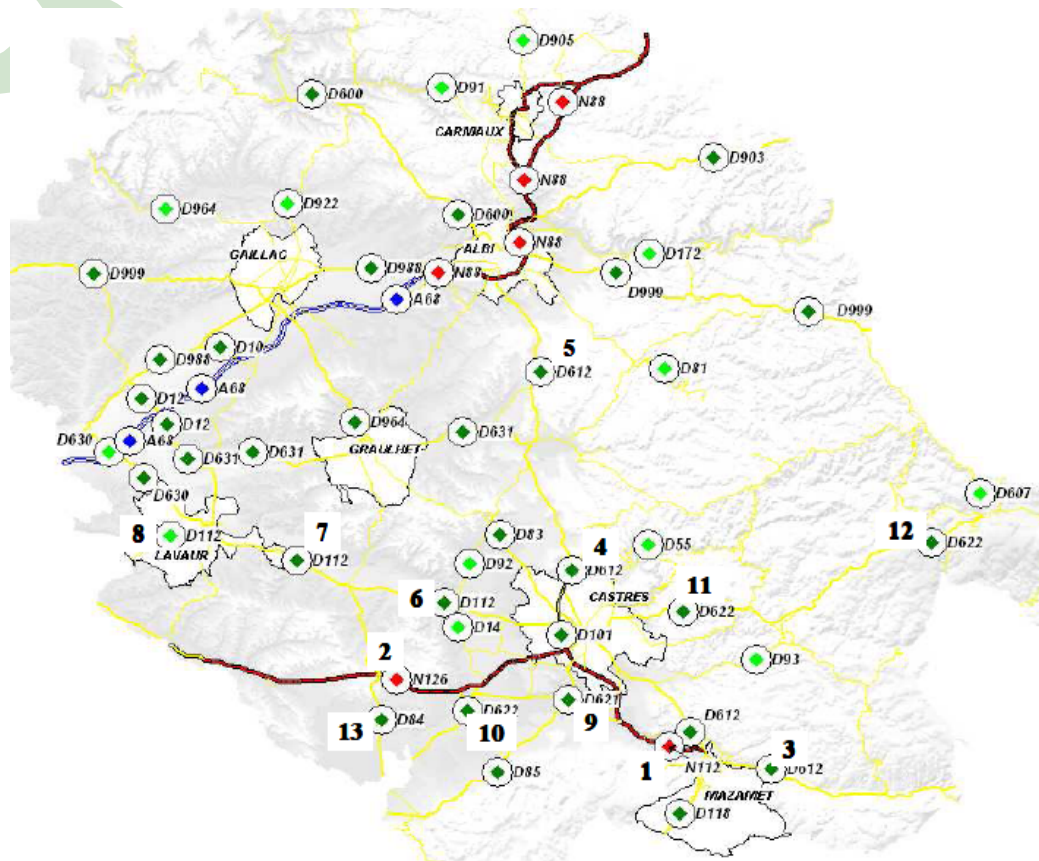 D905
D91
D600
N88
CARMAUX
D903
N88
D922
D964
D600
N88
ALBI
D172
GAILLAC
D988
N88
D999
D999
A68
D999
D10
5
D988
D81
D612
A68
D12
D964
D12
D631
D630
A68
GRAULHET
D631
D631
D630
D607
8
D112
7
D83
4
D55
12
D622
LAVAUR
D112
D92
D612
6
D112
CASTRES
11
D622
D14
D101
2
D93
N126
D621
13
D84
D622
10
9
D612
1
3
N112
D612
D85
MAZAMET
D118